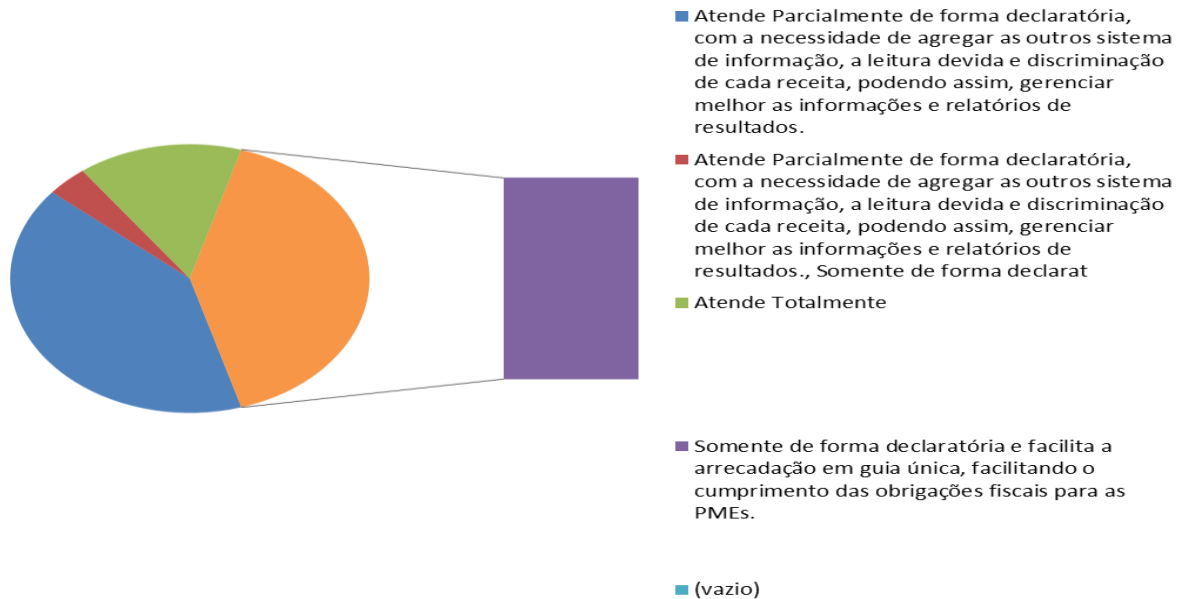 Atende Parcialmente de forma declaratória,
com a necessidade de agregar as outros sistema
de informação, a leitura devida e discriminação
de cada receita, podendo assim, gerenciar
melhor as informações e relatórios de
resultados.
Atende Parcialmente de forma declaratória,
com a necessidade de agregar as outros sistema
de informação, a leitura devida e discriminação
de cada receita, podendo assim, gerenciar
melhor as informações e relatórios de
resultados., Somente de forma declarat
Atende Totalmente
Somente de forma declaratória e facilita a
arrecadação em guia única, facilitando o
cumprimento das obrigações fiscais para as
PMEs.
(vazio)